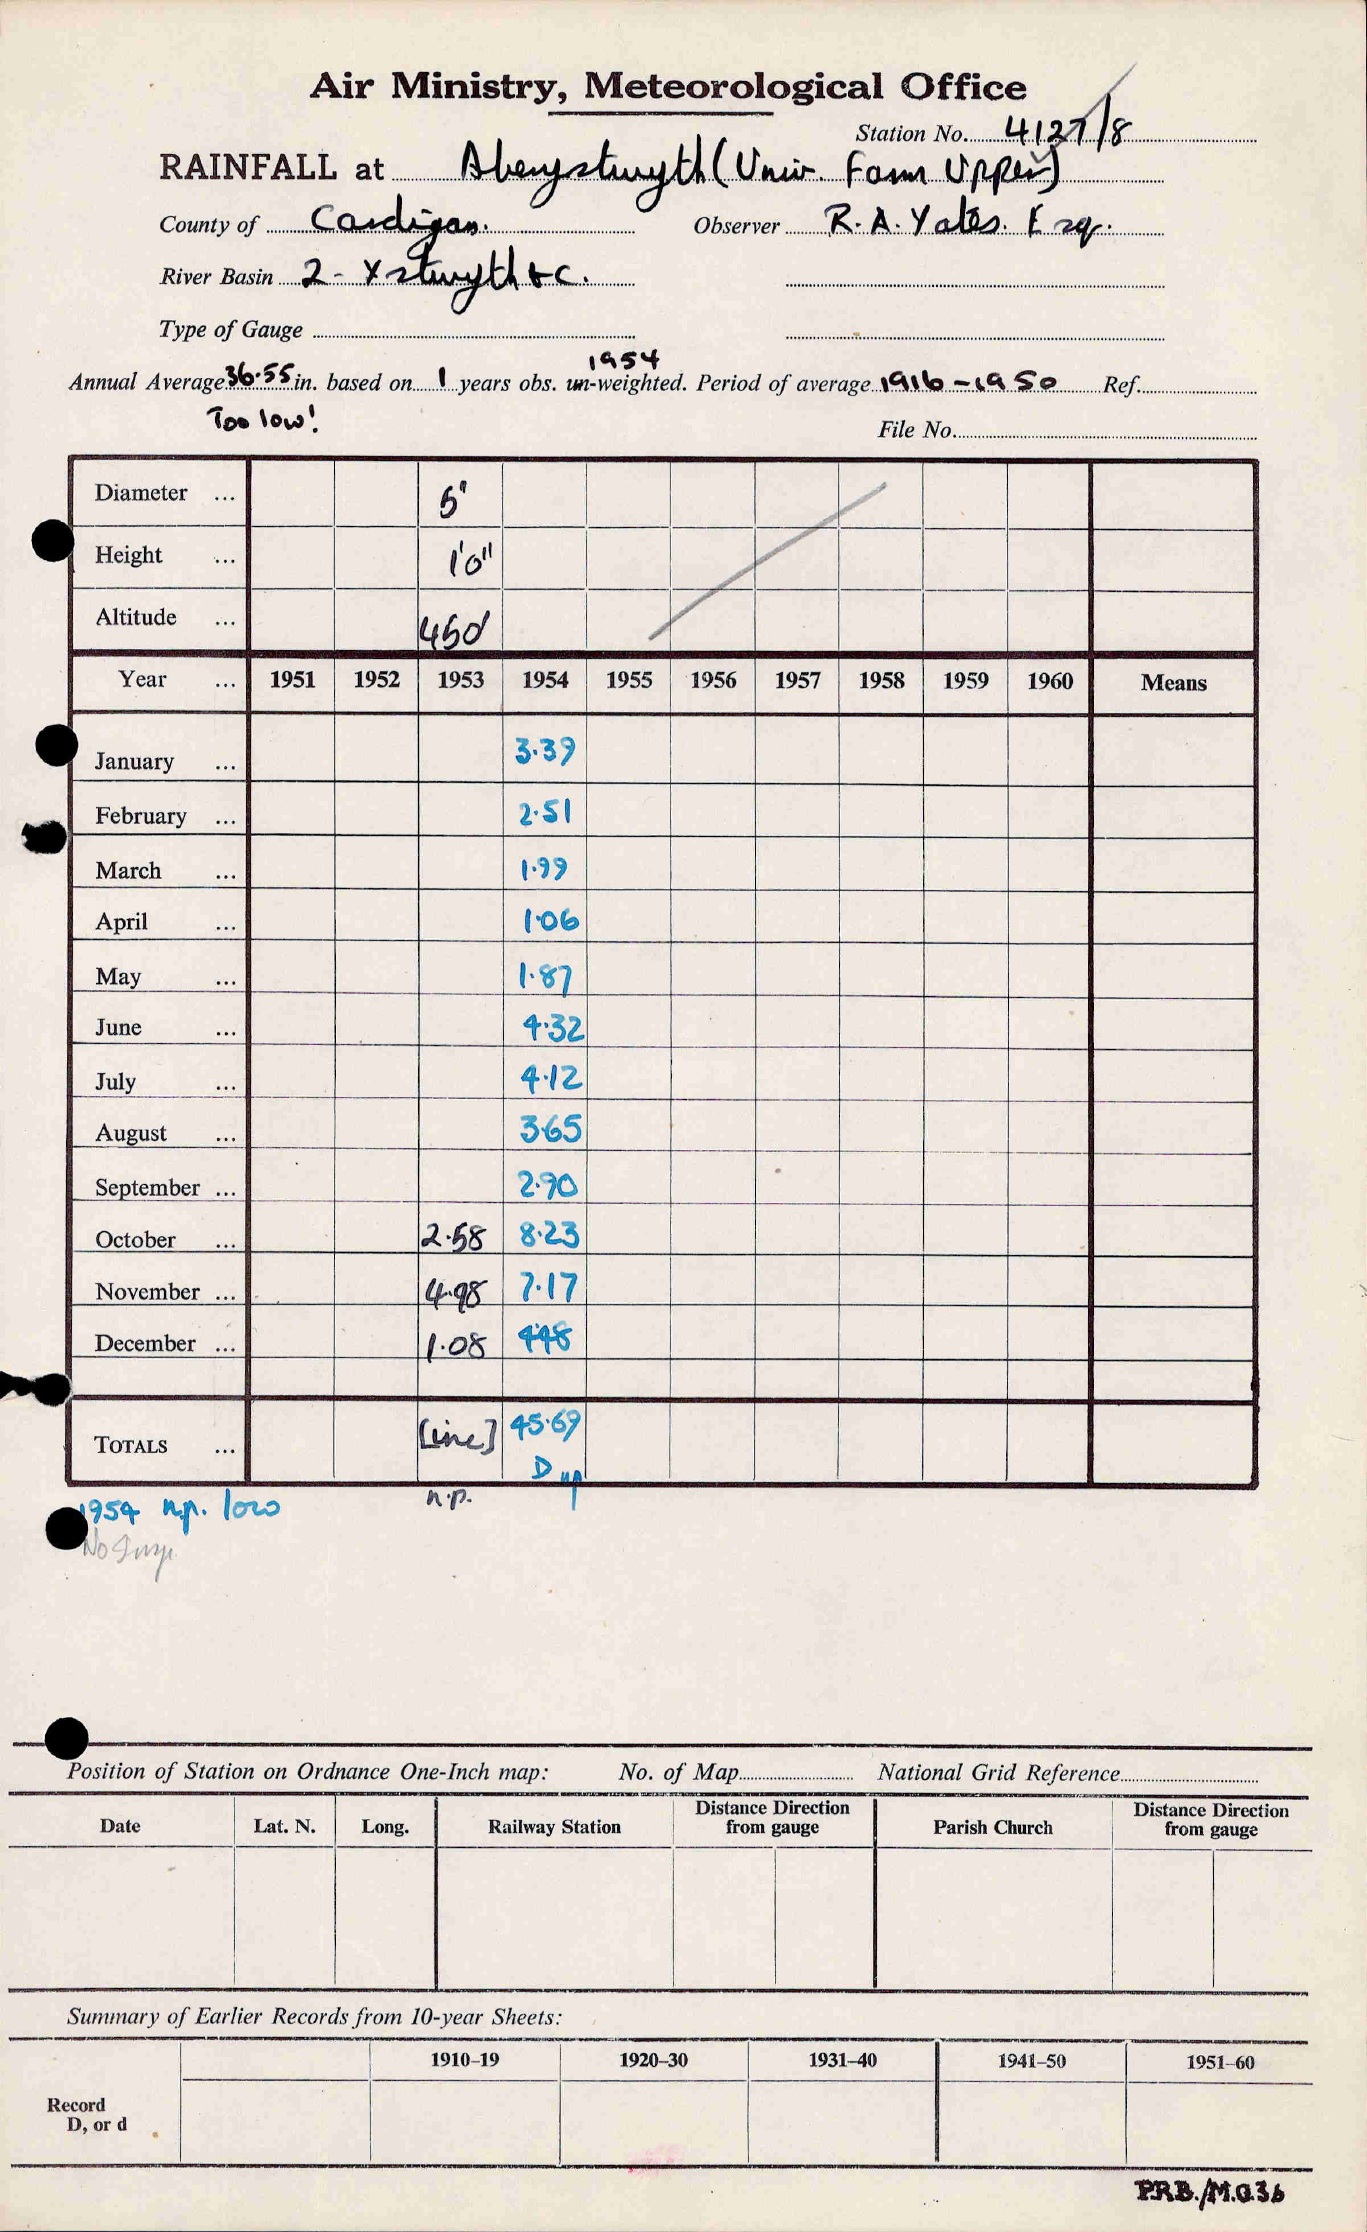 Air Ministry, Meteorological Office
Station No. 4127/8
RAINFALL at Aberystwyth (Univ. Farm Upper)
County of Cardigan. Observer R. A. Yates. Esq.
River Basin 2 - Ystwyth &c.
Type of Gauge
1954
Annual Average 36.55 in. based on 1 years obs. un-weighted. Period of average 1916-1950 Ref.
Too low!
File No.
Diameter ... 5"
Height ... 1'0"
Altitude ... 450'
Year ... 1951 1952 1953 1954 1955 1956 1957 1958 1959 1960 Means
January ... 3.39
February ... 2.51
March ... 1.99
April ... 1.06
May ... 1.87
June ... 4.32
July ... 4.12
August ... 3.65
September ... 2.90
October ... 2.58 8.23
November ... 4.98 7.17
December ... 1.08 4.48
TOTALS ... [inc] 45.69
D np
n.p.
1954 n.p. low
Position of Station on Ordnance One-Inch map: No. of Map National Grid Reference
Date Lat. N. Long. Railway Station Distance Direction from gauge Parish Church Distance Direction from gauge
Summary of Earlier Records from 10-year Sheets:
1910–19 1920–30 1931–40 1941–50 1951–60
Record
D, or d
P.R.B./M.O.36